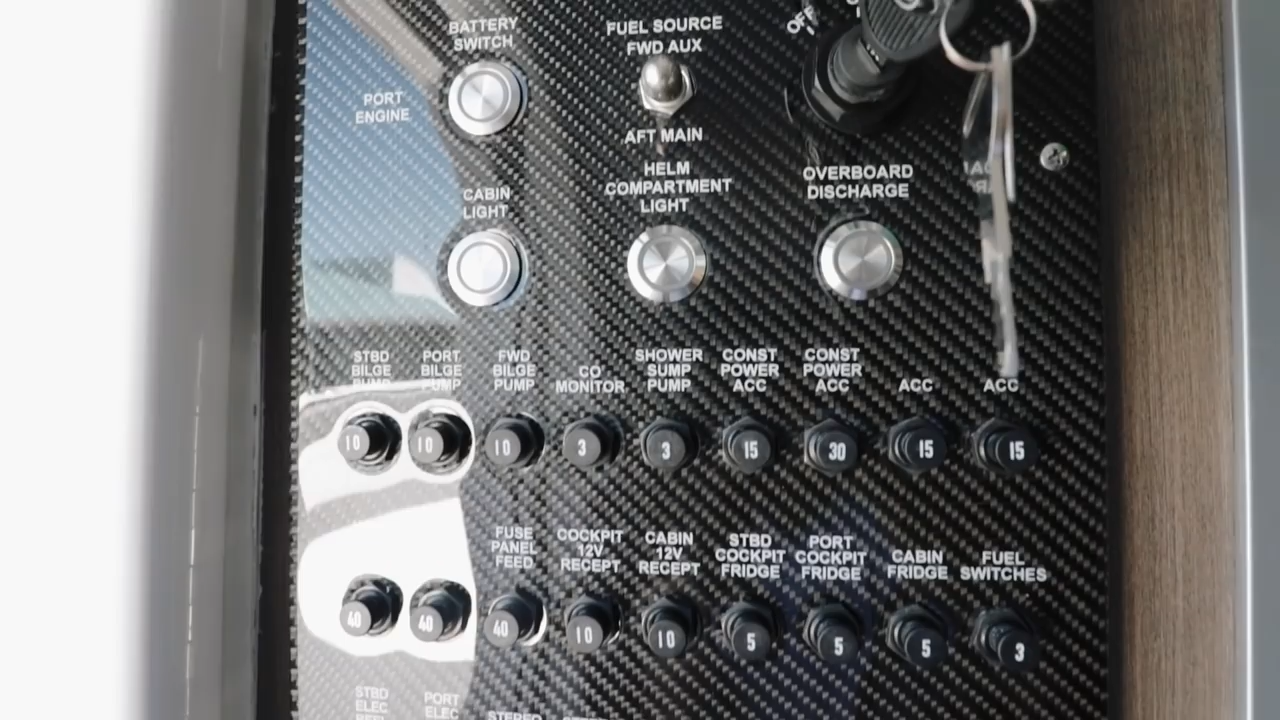 BATTERY
SWITCH
FUEL SOURCE
FWD AUX
OFF
PORT
ENGINE
AFT MAIN
CABIN
LIGHT
HELM
COMPARTMENT
LIGHT
OVERBOARD
DISCHARGE
STBD
BILGE
PUMP
PORT
BILGE
PUMP
FWD
BILGE
PUMP
CO
MONITOR
SHOWER
SUMP
PUMP
CONST
POWER
ACC
CONST
POWER
ACC
ACC
ACC
10
10
10
3
3
15
30
15
15
FUSE
PANEL
FEED
COCKPIT
12V
RECEPT
CABIN
12V
RECEPT
STBD
COCKPIT
FRIDGE
PORT
COCKPIT
FRIDGE
CABIN
FRIDGE
FUEL
SWITCHES
40
40
40
10
10
5
5
5
3
STBD
ELEC
PORT
ELEC
STEREO